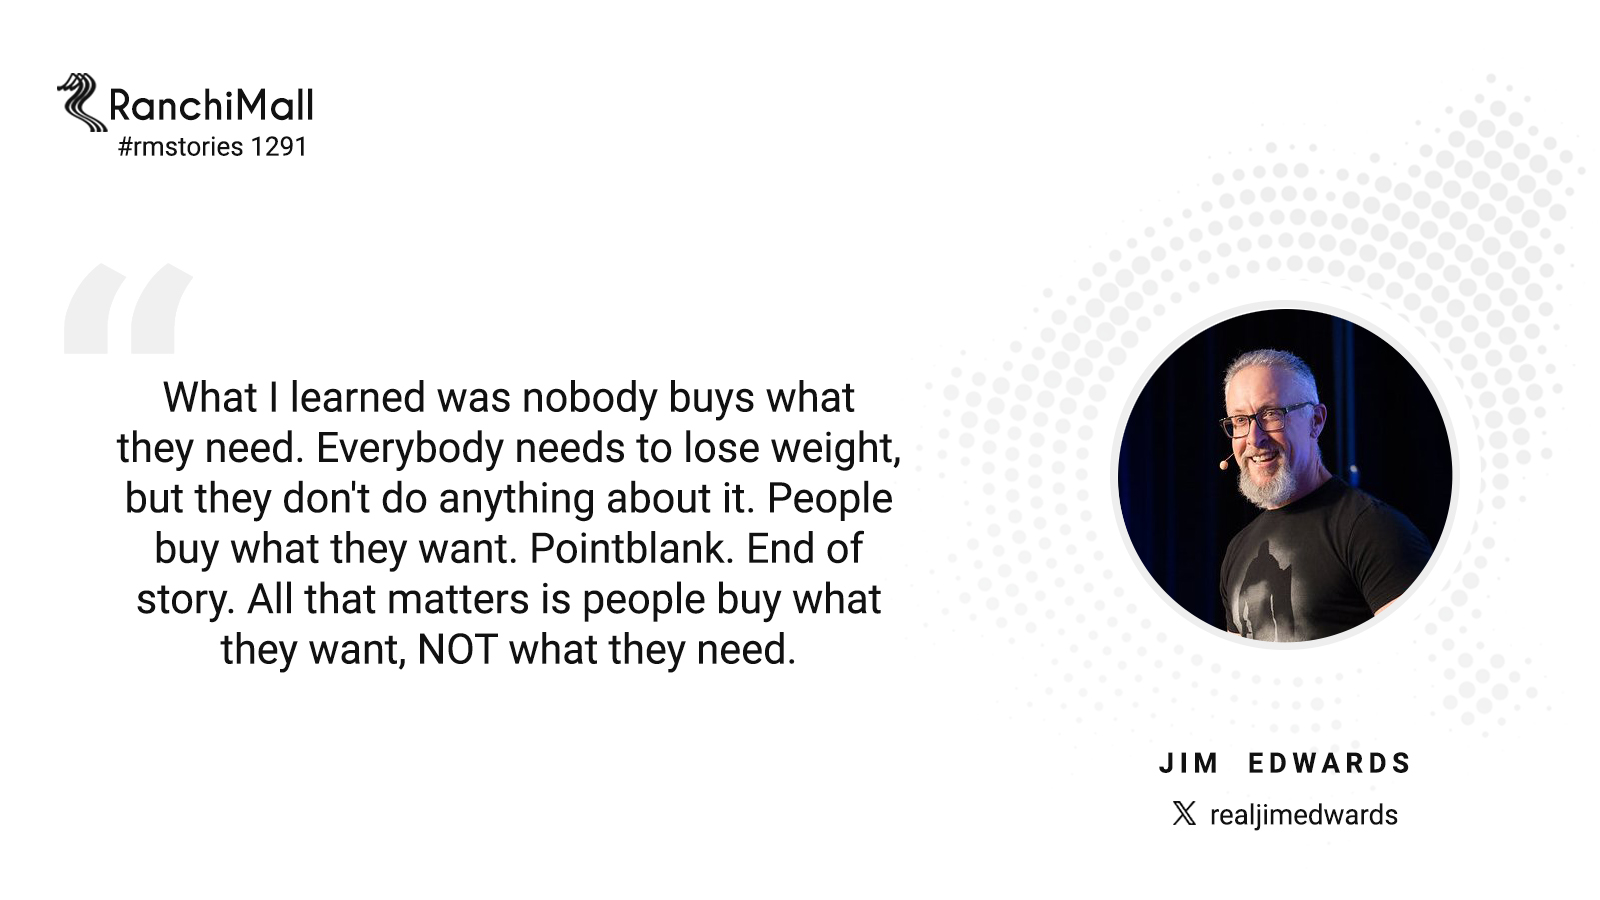 RanchiMall
#rmstories 1291
What I learned was nobody buys what
they need. Everybody needs to lose weight,
but they don't do anything about it. People
buy what they want. Pointblank. End of
story. All that matters is people buy what
they want, NOT what they need.
JIM EDWARDS
𝕏 realjimedwards